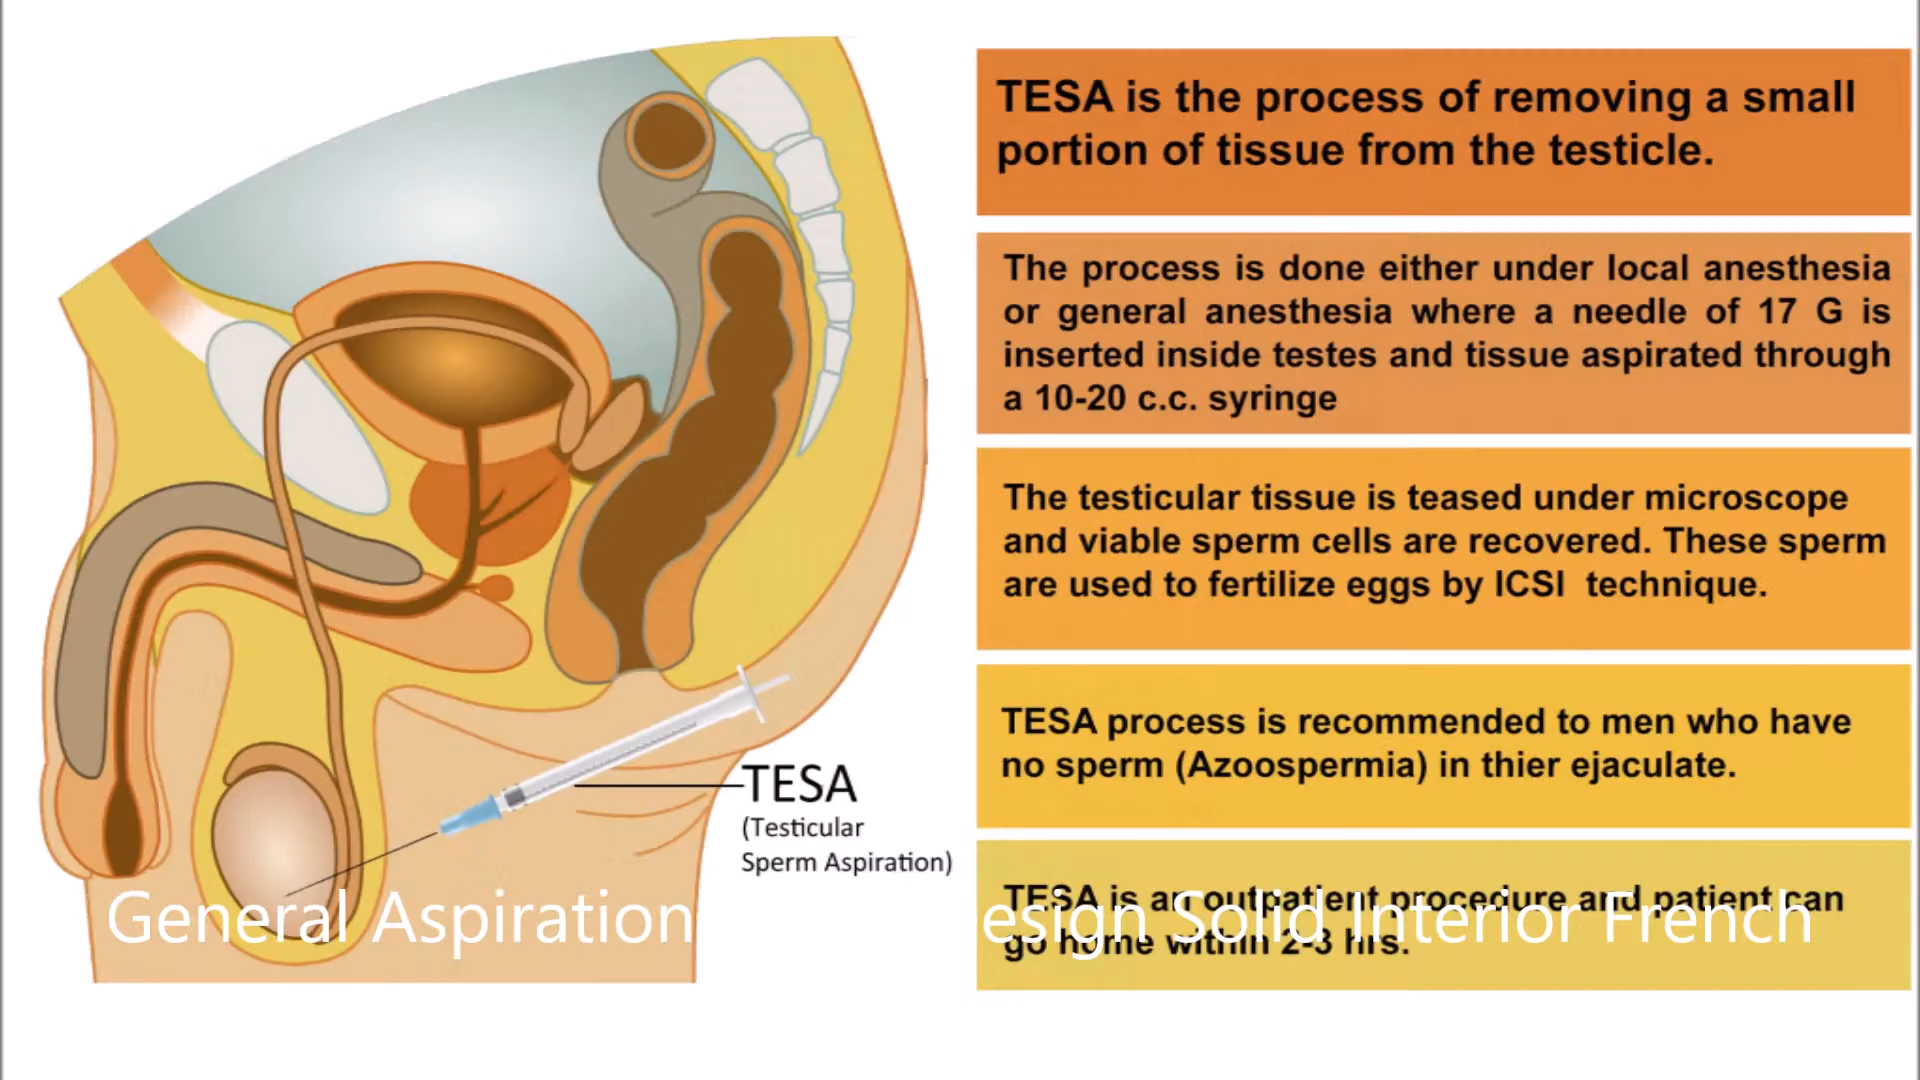 TESA is the process of removing a small
portion of tissue from the testicle.
The process is done either under local anesthesia
or general anesthesia where a needle of 17 G is
inserted inside testes and tissue aspirated through
a 10-20 c.c. syringe
The testicular tissue is teased under microscope
and viable sperm cells are recovered. These sperm
are used to fertilize eggs by ICSI technique.
TESA process is recommended to men who have
no sperm (Azoospermia) in thier ejaculate.
TESA
(Testicular
Sperm Aspiration)
TESA is an outpatient procedure and patient can
go home within 2-3 hrs.
General Aspiration esign Solid Interior French